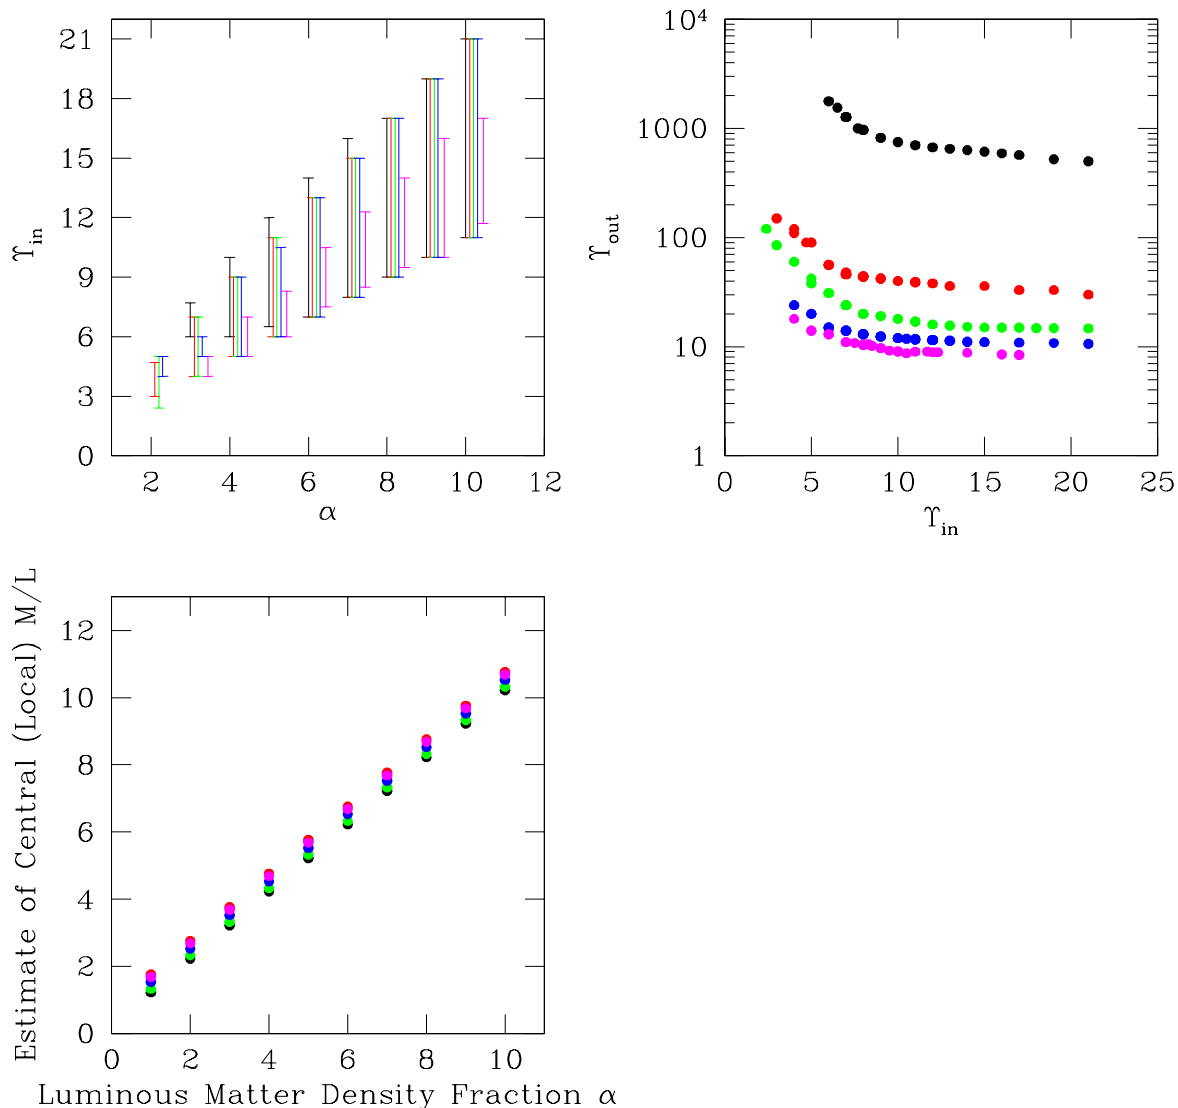 21
18
15
12
9
6
3
0
ϒin
2 4 6 8 10 12
α
10⁴
1000
100
10
1
ϒout
0 5 10 15 20 25
ϒin
12
10
8
6
4
2
0
Estimate of Central (Local) M/L
0 2 4 6 8 10
Luminous Matter Density Fraction α